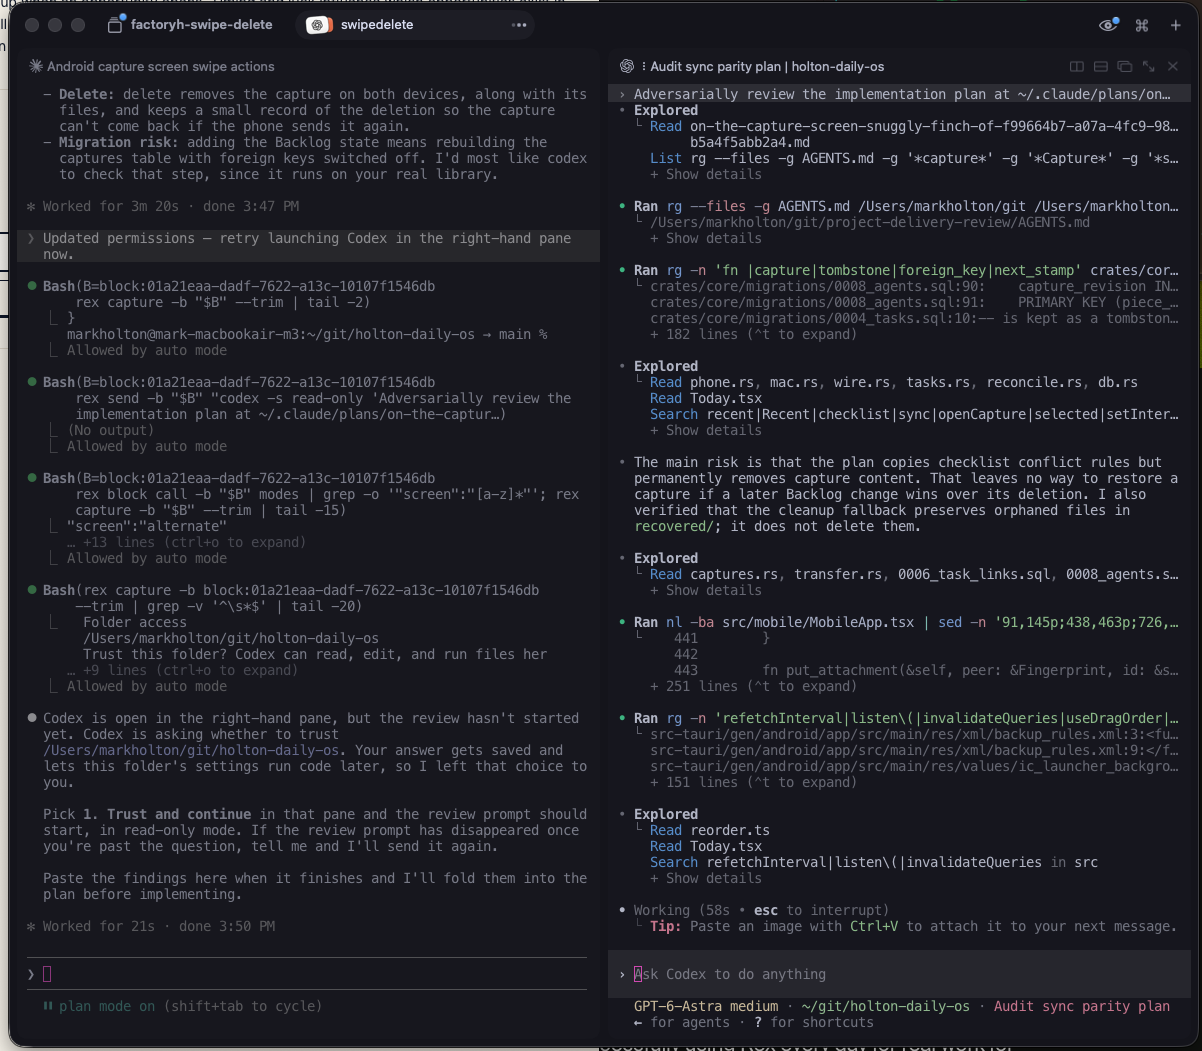 factoryh-swipe-delete
swipedelete
Android capture screen swipe actions
– Delete: delete removes the capture on both devices, along with its
files, and keeps a small record of the deletion so the capture
can't come back if the phone sends it again.
– Migration risk: adding the Backlog state means rebuilding the
captures table with foreign keys switched off. I'd most like codex
to check that step, since it runs on your real library.
✻ Worked for 3m 20s · done 3:47 PM
❯ Updated permissions — retry launching Codex in the right-hand pane
now.
● Bash(B=block:01a21eaa-dadf-7622-a13c-10107f1546db
rex capture -b "$B" --trim | tail -2)
└ }
markholton@mark-macbookair-m3:~/git/holton-daily-os → main %
└ Allowed by auto mode
● Bash(B=block:01a21eaa-dadf-7622-a13c-10107f1546db
rex send -b "$B" "codex -s read-only 'Adversarially review the
implementation plan at ~/.claude/plans/on-the-captur…)
└ (No output)
└ Allowed by auto mode
● Bash(B=block:01a21eaa-dadf-7622-a13c-10107f1546db
rex block call -b "$B" modes | grep -o '"screen":"[a-z]*"'; rex
capture -b "$B" --trim | tail -15)
└ "screen":"alternate"
… +13 lines (ctrl+o to expand)
└ Allowed by auto mode
● Bash(rex capture -b block:01a21eaa-dadf-7622-a13c-10107f1546db
--trim | grep -v '^\s*$' | tail -20)
└ Folder access
/Users/markholton/git/holton-daily-os
Trust this folder? Codex can read, edit, and run files her
… +9 lines (ctrl+o to expand)
└ Allowed by auto mode
● Codex is open in the right-hand pane, but the review hasn't started
yet. Codex is asking whether to trust
/Users/markholton/git/holton-daily-os. Your answer gets saved and
lets this folder's settings run code later, so I left that choice to
you.
Pick 1. Trust and continue in that pane and the review prompt should
start, in read-only mode. If the review prompt has disappeared once
you're past the question, tell me and I'll send it again.
Paste the findings here when it finishes and I'll fold them into the
plan before implementing.
✻ Worked for 21s · done 3:50 PM
❯
⏸ plan mode on (shift+tab to cycle)
Audit sync parity plan | holton-daily-os
› Adversarially review the implementation plan at ~/.claude/plans/on…
• Explored
└ Read on-the-capture-screen-snuggly-finch-of-f99664b7-a07a-4fc9-98…
b5a4f5abb2a4.md
List rg --files -g AGENTS.md -g '*capture*' -g '*Capture*' -g '*s…
+ Show details
• Ran rg --files -g AGENTS.md /Users/markholton/git /Users/markholton…
└ /Users/markholton/git/project-delivery-review/AGENTS.md
+ Show details
• Ran rg -n 'fn |capture|tombstone|foreign_key|next_stamp' crates/cor…
└ crates/core/migrations/0008_agents.sql:90:    capture_revision IN…
crates/core/migrations/0008_agents.sql:91:    PRIMARY KEY (piece_…
crates/core/migrations/0004_tasks.sql:10:-- is kept as a tombston…
+ 182 lines (^t to expand)
• Explored
└ Read phone.rs, mac.rs, wire.rs, tasks.rs, reconcile.rs, db.rs
Read Today.tsx
Search recent|Recent|checklist|sync|openCapture|selected|setInter…
+ Show details
• The main risk is that the plan copies checklist conflict rules but
permanently removes capture content. That leaves no way to restore a
capture if a later Backlog change wins over its deletion. I also
verified that the cleanup fallback preserves orphaned files in
recovered/; it does not delete them.
• Explored
└ Read captures.rs, transfer.rs, 0006_task_links.sql, 0008_agents.s…
+ Show details
• Ran nl -ba src/mobile/MobileApp.tsx | sed -n '91,145p;438,463p;726,…
└ 441        }
442
443        fn put_attachment(&self, peer: &Fingerprint, id: &s…
+ 251 lines (^t to expand)
• Ran rg -n 'refetchInterval|listen\(|invalidateQueries|useDragOrder|…
└ src-tauri/gen/android/app/src/main/res/xml/backup_rules.xml:3:<fu…
src-tauri/gen/android/app/src/main/res/xml/backup_rules.xml:9:</f…
src-tauri/gen/android/app/src/main/res/values/ic_launcher_backgro…
+ 151 lines (^t to expand)
• Explored
└ Read reorder.ts
Read Today.tsx
Search refetchInterval|listen\(|invalidateQueries in src
+ Show details
• Working (58s • esc to interrupt)
└ Tip: Paste an image with Ctrl+V to attach it to your next message.
› Ask Codex to do anything
GPT-6-Astra medium · ~/git/holton-daily-os · Audit sync parity plan
← for agents · ? for shortcuts